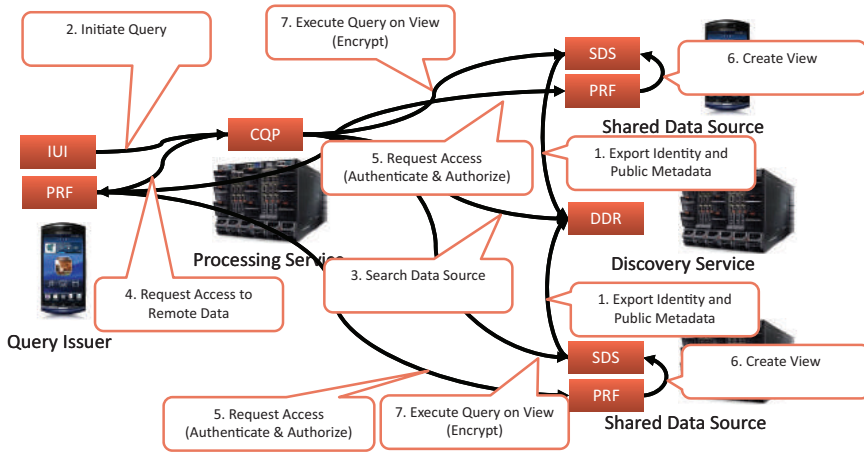 2. Initiate Query
7. Execute Query on View
(Encrypt)
SDS
6. Create View
PRF
Shared Data Source
IUI
CQP
PRF
5. Request Access
(Authenticate & Authorize)
1. Export Identity and
Public Metadata
DDR
Processing Service
Discovery Service
3. Search Data Source
4. Request Access to
Remote Data
1. Export Identity and
Public Metadata
Query Issuer
SDS
6. Create View
PRF
5. Request Access
(Authenticate & Authorize)
7. Execute Query on View
(Encrypt)
Shared Data Source